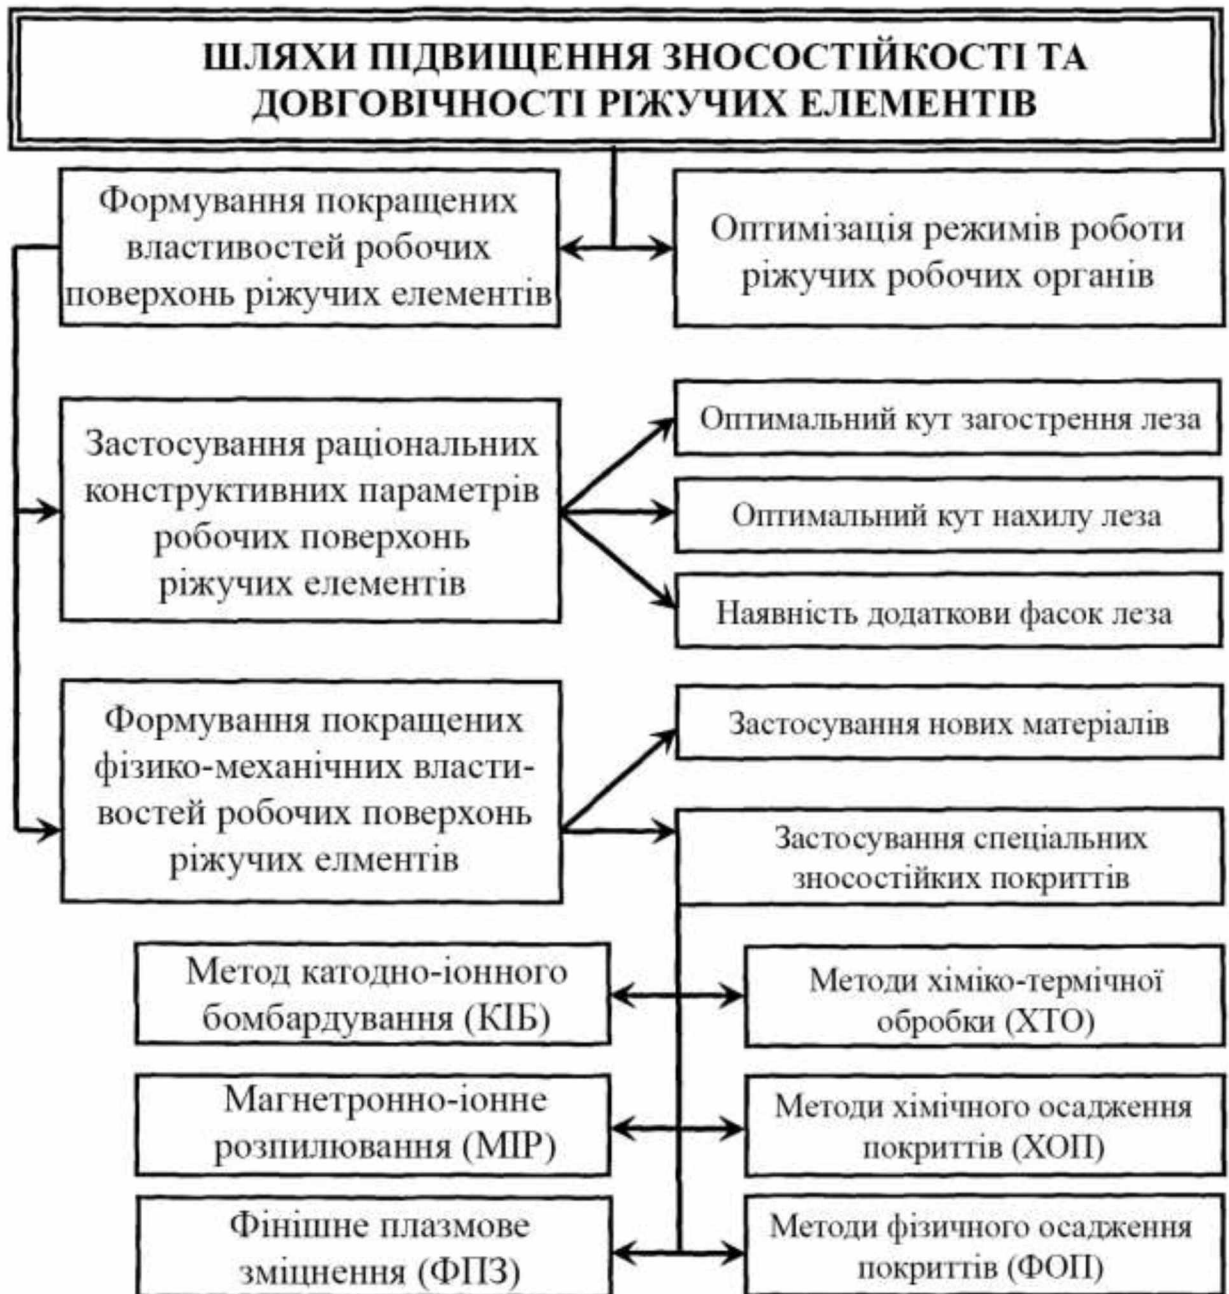 ШЛЯХИ ПІДВИЩЕННЯ ЗНОСОСТІЙКОСТІ ТА
ДОВГОВІЧНОСТІ РІЖУЧИХ ЕЛЕМЕНТІВ
Формування покращених
властивостей робочих
поверхонь ріжучих елементів
Оптимізація режимів роботи
ріжучих робочих органів
Застосування раціональних
конструктивних параметрів
робочих поверхонь
ріжучих елементів
Оптимальний кут загострення леза
Оптимальний кут нахилу леза
Наявність додаткови фасок леза
Формування покращених
фізико-механічних власти-
востей робочих поверхонь
ріжучих елментів
Застосування нових матеріалів
Застосування спеціальних
зносостійких покриттів
Метод катодно-іонного
бомбардування (КІБ)
Методи хіміко-термічної
обробки (ХТО)
Магнетронно-іонне
розпилювання (МІР)
Методи хімічного осадження
покриттів (ХОП)
Фінішне плазмове
зміцнення (ФПЗ)
Методи фізичного осадження
покриттів (ФОП)